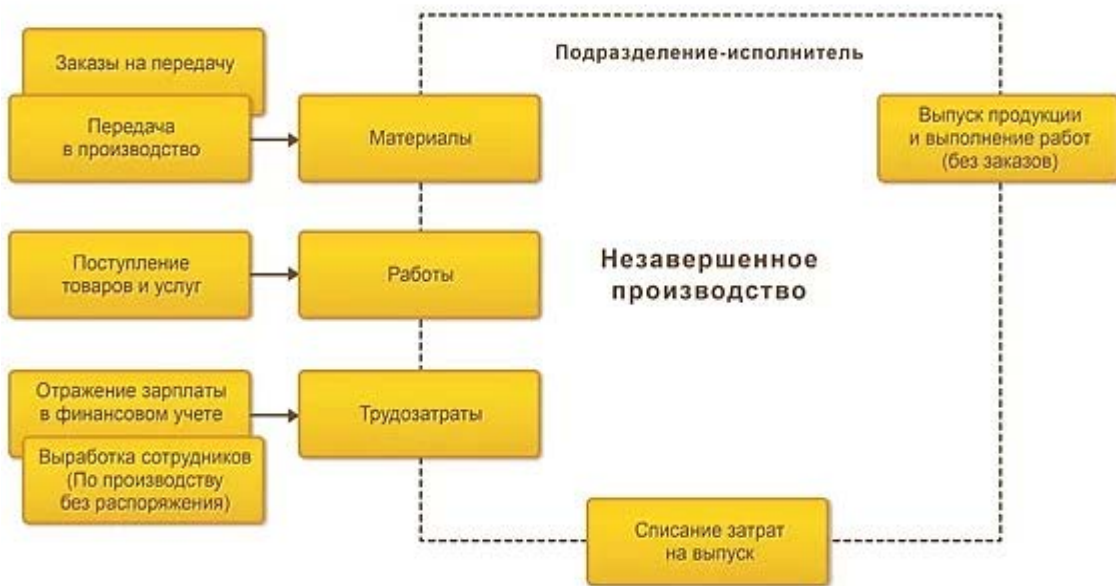 Подразделение-исполнитель
Заказы на передачу
Передача
в производство
Материалы
Выпуск продукции
и выполнение работ
(без заказов)
Поступление
товаров и услуг
Работы
Незавершенное
производство
Отражение зарплаты
в финансовом учете
Трудозатраты
Выработка сотрудников
(По производству
без распоряжения)
Списание затрат
на выпуск